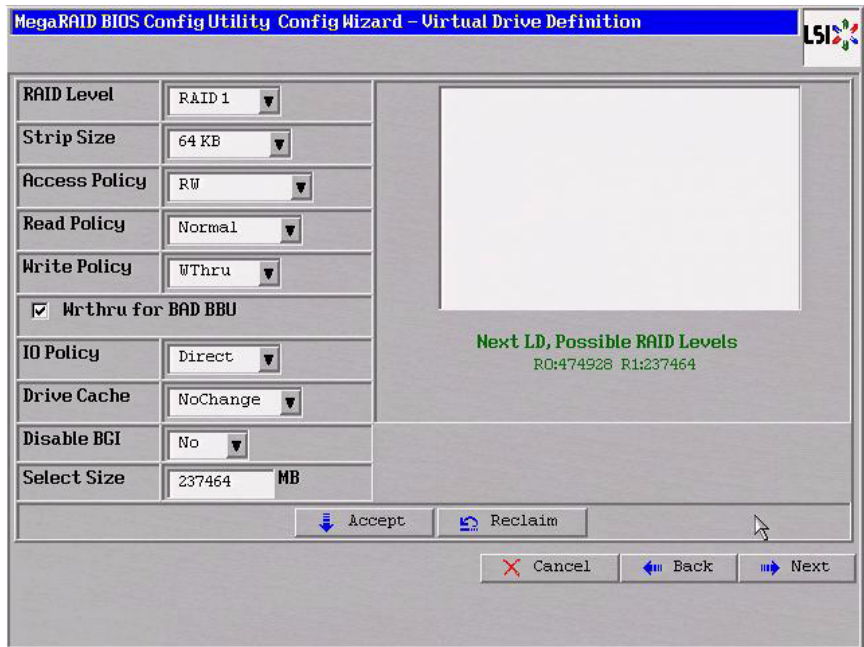 MegaRAID BIOS Config Utility Config Wizard – Virtual Drive Definition
LSI
RAID Level RAID 1
Strip Size 64 KB
Access Policy RW
Read Policy Normal
Write Policy WThru
Wrthru for BAD BBU
IO Policy Direct
Drive Cache NoChange
Disable BGI No
Select Size 237464 MB
Next LD, Possible RAID Levels
R0:474928 R1:237464
Accept Reclaim
Cancel Back Next